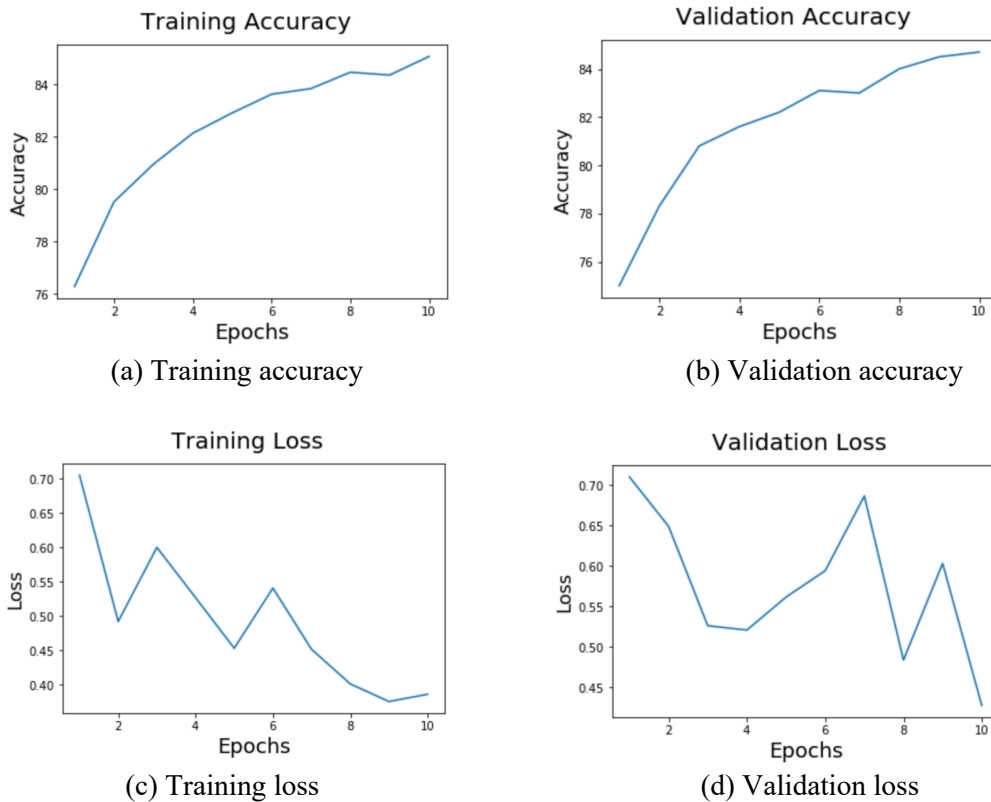 Training Accuracy
84
82
80
78
76
Accuracy
2
4
6
8
10
Epochs
(a) Training accuracy
Validation Accuracy
84
82
80
78
76
Accuracy
2
4
6
8
10
Epochs
(b) Validation accuracy
Training Loss
0.70
0.65
0.60
0.55
0.50
0.45
0.40
Loss
2
4
6
8
10
Epochs
(c) Training loss
Validation Loss
0.70
0.65
0.60
0.55
0.50
0.45
Loss
2
4
6
8
10
Epochs
(d) Validation loss